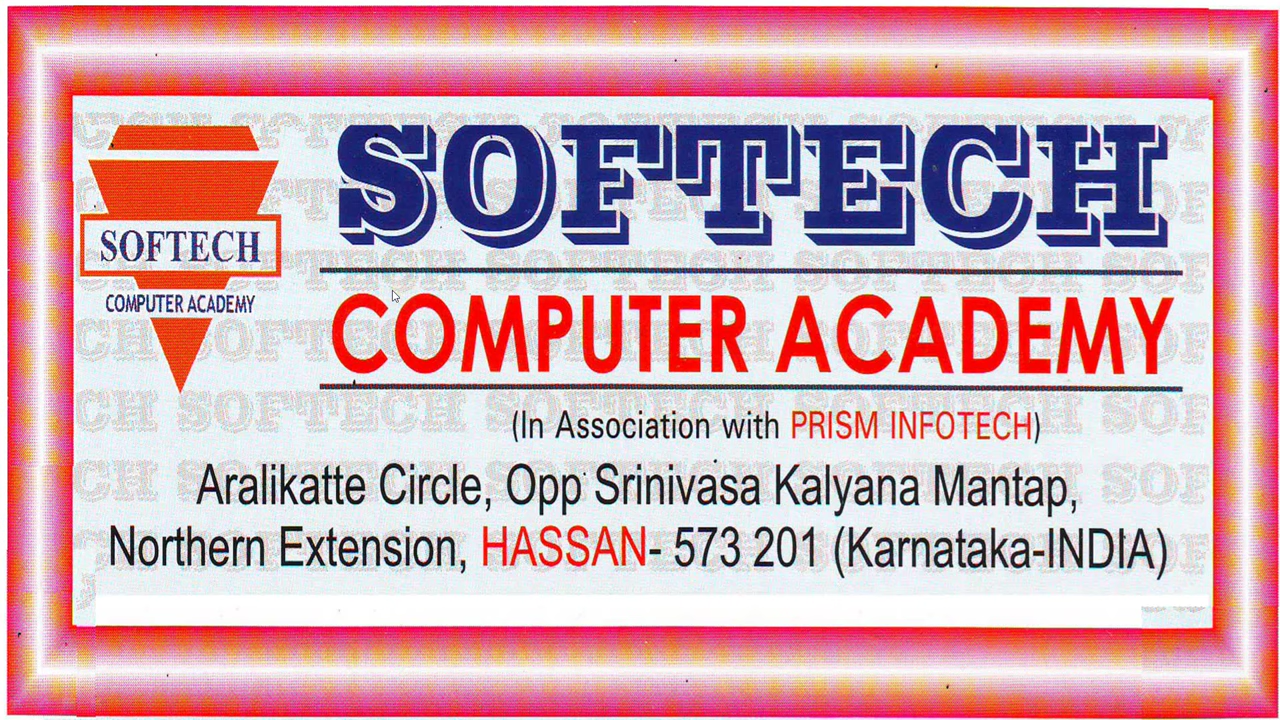 SOFTECH
COMPUTER ACADEMY
SOFTECH
COMPUTER ACADEMY
(In Association with PRISM INFOTECH)
Aralikatte Circle, Opp Srinivasa Kalyana Mantap,
Northern Extension, HASSAN- 573 201 (Karnataka-INDIA)